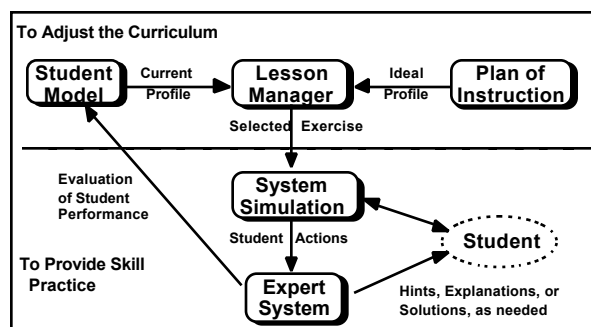 To Adjust the Curriculum
Student
Model
Current
Profile
Lesson
Manager
Ideal
Profile
Plan of
Instruction
Selected Exercise
Evaluation
of Student
Performance
System
Simulation
Student Actions
Student
To Provide Skill
Practice
Expert
System
Hints, Explanations, or
Solutions, as needed